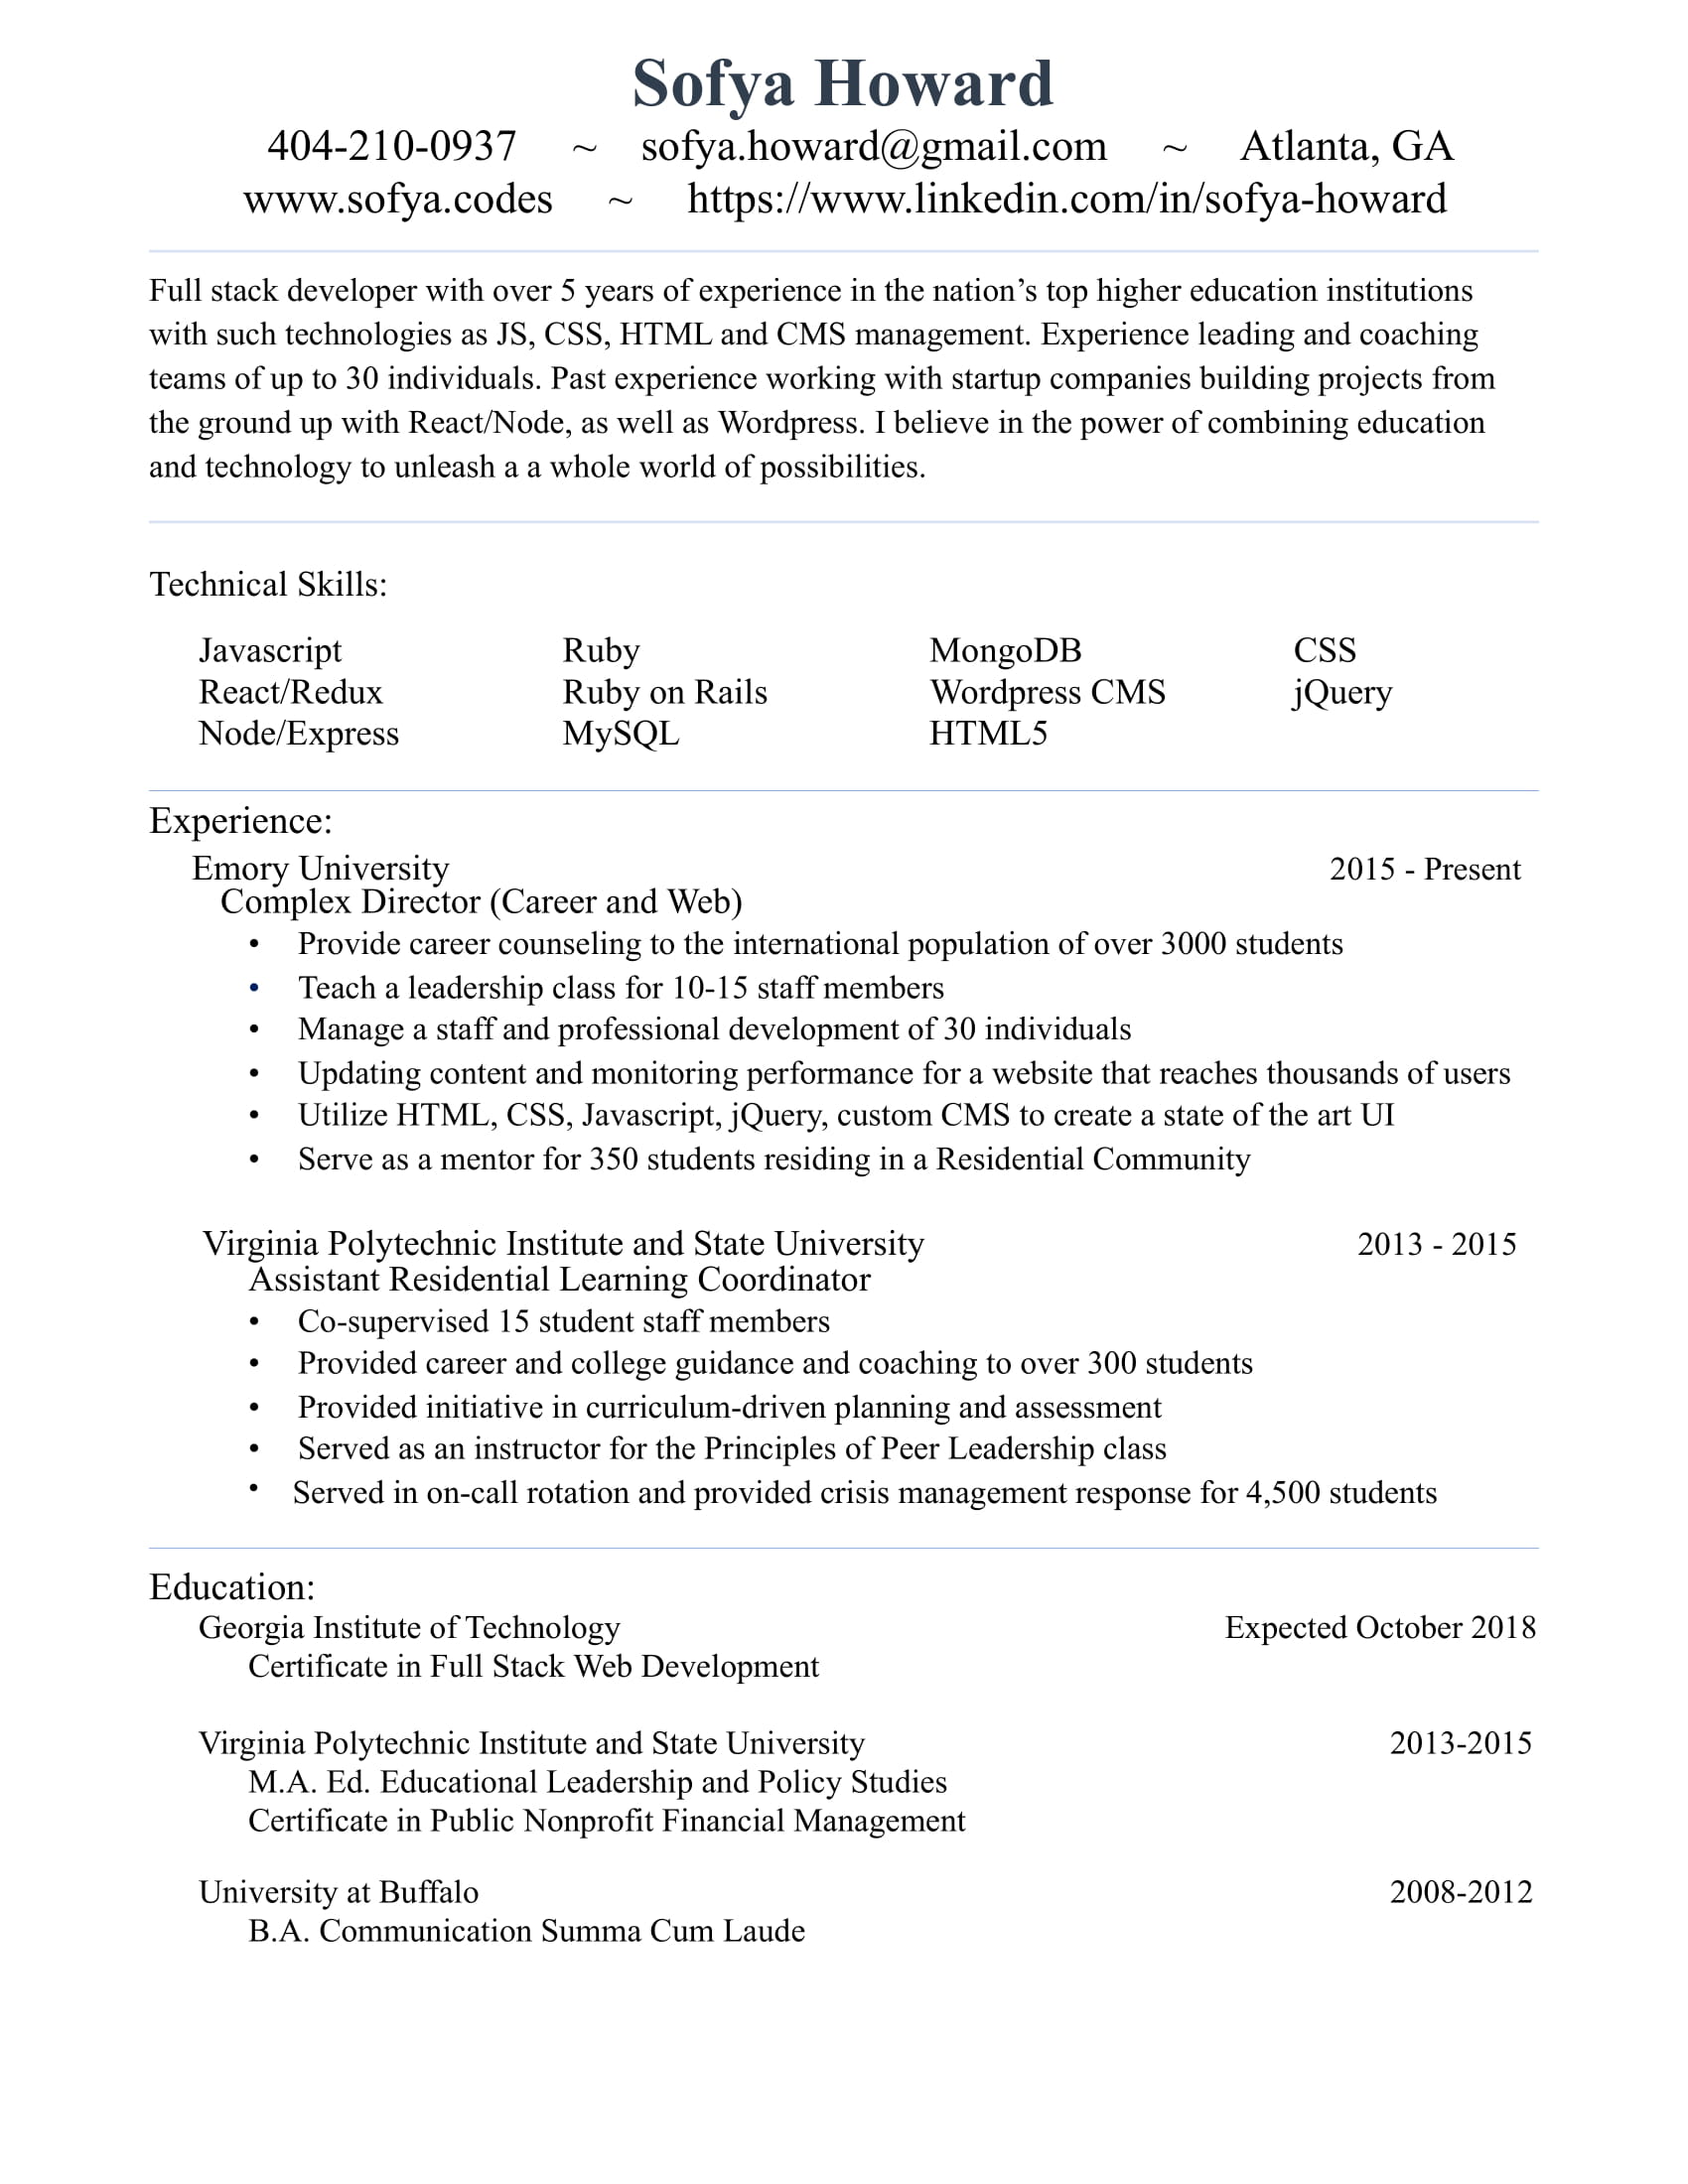 Sofya Howard
404-210-0937 ~ sofya.howard@gmail.com ~ Atlanta, GA
www.sofya.codes ~ https://www.linkedin.com/in/sofya-howard
Full stack developer with over 5 years of experience in the nation’s top higher education institutions
with such technologies as JS, CSS, HTML and CMS management. Experience leading and coaching
teams of up to 30 individuals. Past experience working with startup companies building projects from
the ground up with React/Node, as well as Wordpress. I believe in the power of combining education
and technology to unleash a a whole world of possibilities.
Technical Skills:
Javascript Ruby MongoDB CSS
React/Redux Ruby on Rails Wordpress CMS jQuery
Node/Express MySQL HTML5
Experience:
Emory University 2015 - Present
Complex Director (Career and Web)
• Provide career counseling to the international population of over 3000 students
• Teach a leadership class for 10-15 staff members
• Manage a staff and professional development of 30 individuals
• Updating content and monitoring performance for a website that reaches thousands of users
• Utilize HTML, CSS, Javascript, jQuery, custom CMS to create a state of the art UI
• Serve as a mentor for 350 students residing in a Residential Community
Virginia Polytechnic Institute and State University 2013 - 2015
Assistant Residential Learning Coordinator
• Co-supervised 15 student staff members
• Provided career and college guidance and coaching to over 300 students
• Provided initiative in curriculum-driven planning and assessment
• Served as an instructor for the Principles of Peer Leadership class
• Served in on-call rotation and provided crisis management response for 4,500 students
Education:
Georgia Institute of Technology Expected October 2018
Certificate in Full Stack Web Development
Virginia Polytechnic Institute and State University 2013-2015
M.A. Ed. Educational Leadership and Policy Studies
Certificate in Public Nonprofit Financial Management
University at Buffalo 2008-2012
B.A. Communication Summa Cum Laude